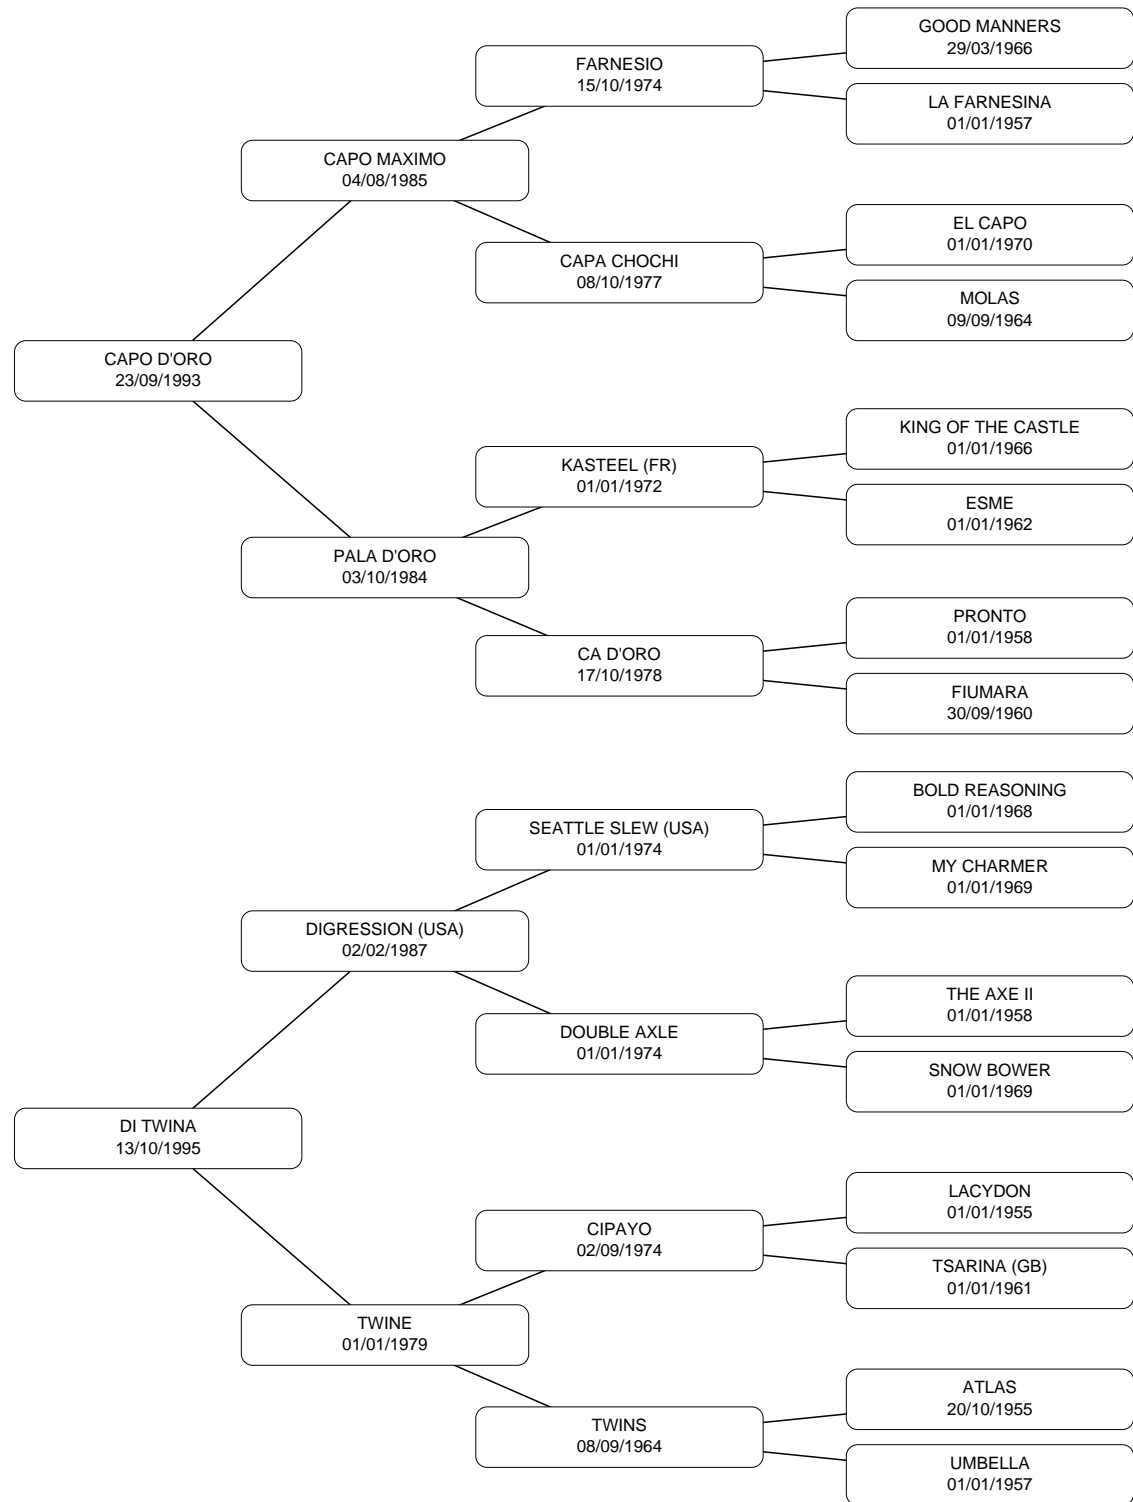 GOOD MANNERS
29/03/1966
FARNESIO
15/10/1974
LA FARNESINA
01/01/1957
CAPO MAXIMO
04/08/1985
EL CAPO
01/01/1970
CAPA CHOCHI
08/10/1977
MOLAS
09/09/1964
CAPO D'ORO
23/09/1993
KING OF THE CASTLE
01/01/1966
KASTEEL (FR)
01/01/1972
ESME
01/01/1962
PALA D'ORO
03/10/1984
PRONTO
01/01/1958
CA D'ORO
17/10/1978
FIUMARA
30/09/1960
BOLD REASONING
01/01/1968
SEATTLE SLEW (USA)
01/01/1974
MY CHARMER
01/01/1969
DIGRESSION (USA)
02/02/1987
THE AXE II
01/01/1958
DOUBLE AXLE
01/01/1974
SNOW BOWER
01/01/1969
DI TWINA
13/10/1995
LACYDON
01/01/1955
CIPAYO
02/09/1974
TSARINA (GB)
01/01/1961
TWINE
01/01/1979
ATLAS
20/10/1955
TWINS
08/09/1964
UMBELLA
01/01/1957